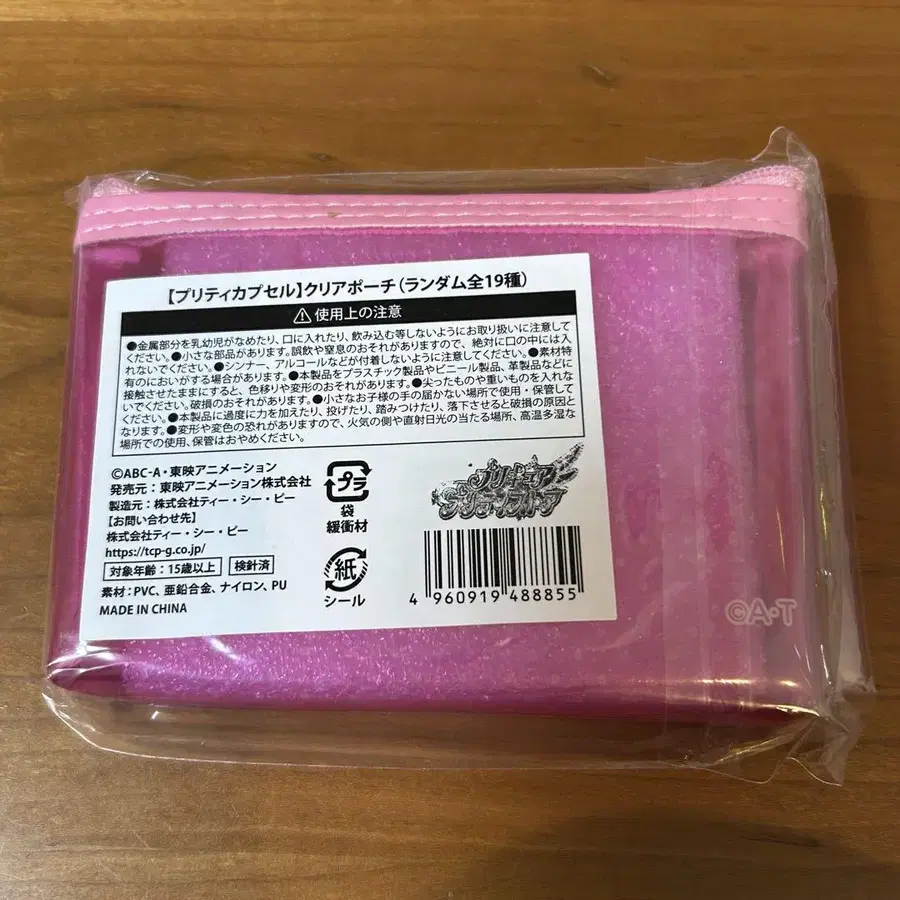 【プリティカプセル】クリアポーチ（ランダム全19種）
⚠使用上の注意
●金属部分を乳幼児がなめたり、口に入れたり、飲み込む等しないようにお取り扱いに注意して
ください。●小さな部品があります。誤飲や窒息のおそれがありますので、絶対に口の中には入
れないでください。●シンナー、アルコールなどが付着しないように注意してください。●素材特
有のにおいがする場合があります。●本製品をプラスチック製品やビニール製品、革製品などに
接触させたままにすると、色移りや変形のおそれがあります。●尖ったものや重いものを入れな
いでください。破損のおそれがあります。●小さなお子様の手の届かない場所で使用・保管して
ください。●本製品に過度に力を加えたり、投げたり、踏みつけたり、落下させると破損の原因と
なります。●変形や変色の恐れがありますので、火気の側や直射日光の当たる場所、高温多湿な
場所での使用、保管はおやめください。
©ABC-A・東映アニメーション
発売元：東映アニメーション株式会社
製造元：株式会社ティー・シー・ピー
【お問い合わせ先】
株式会社ティー・シー・ピー
https://tcp-g.co.jp/
対象年齢：15歳以上 検針済
素材：PVC、亜鉛合金、ナイロン、PU
MADE IN CHINA
プラ
袋
緩衝材
紙
シール
プリキュア
プリティストア
4 960919 488855
©A・T